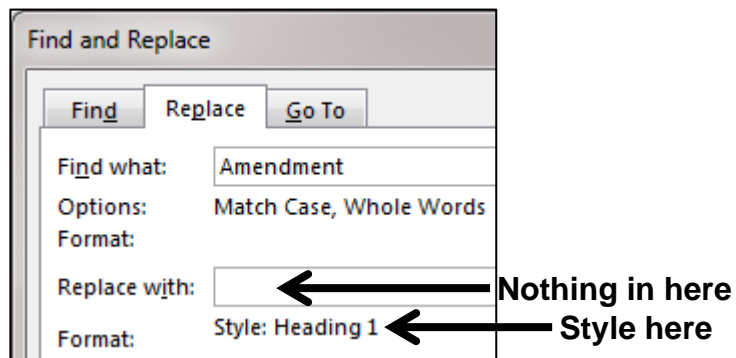 Find and Replace
Find Replace Go To
Find what: Amendment
Options: Match Case, Whole Words
Format:
Replace with: Nothing in here
Format: Style: Heading 1 Style here